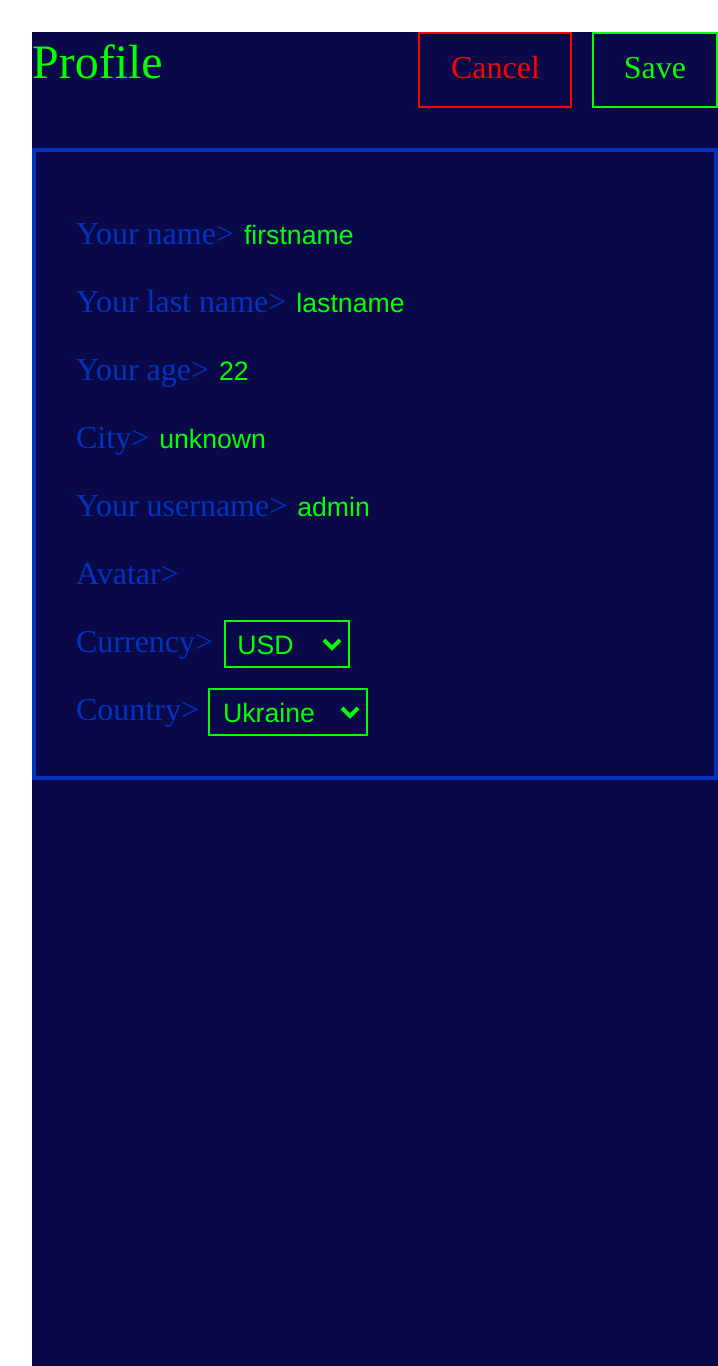 Profile Cancel Save
Your name> firstname
Your last name> lastname
Your age> 22
City> unknown
Your username> admin
Avatar>
Currency> USD
Country> Ukraine